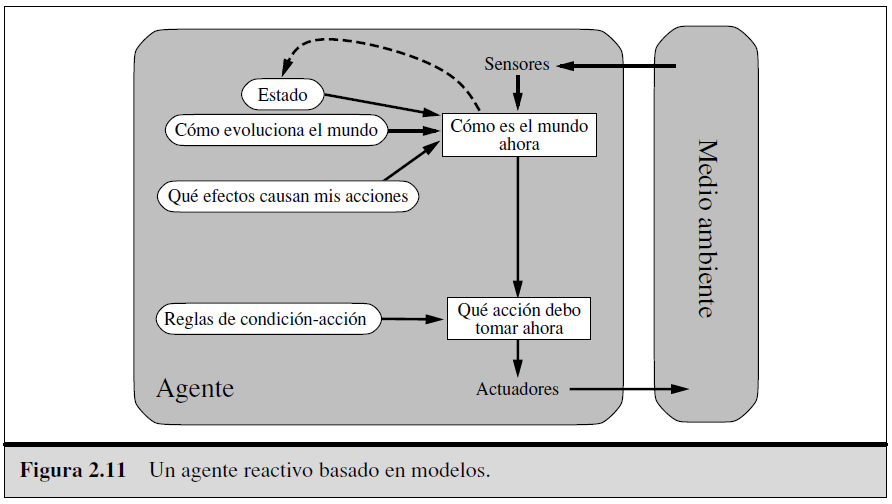 Sensores
Estado
Cómo evoluciona el mundo
Cómo es el mundo
ahora
Qué efectos causan mis acciones
Medio ambiente
Reglas de condición-acción
Qué acción debo
tomar ahora
Agente
Actuadores
Figura 2.11 Un agente reactivo basado en modelos.